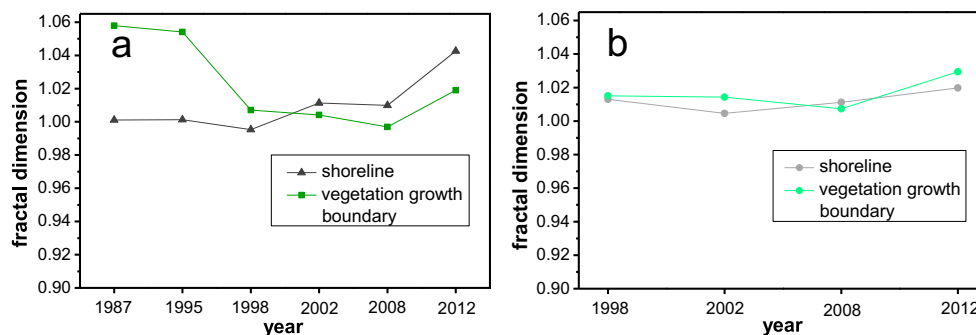 a
1.06
1.04
1.02
1.00
0.98
0.96
0.94
0.92
0.90
fractal dimension
shoreline
vegetation growth
boundary
1987 1995 1998 2002 2008 2012
year
b
1.06
1.04
1.02
1.00
0.98
0.96
0.94
0.92
0.90
fractal dimension
shoreline
vegetation growth
boundary
1998 2002 2008 2012
year